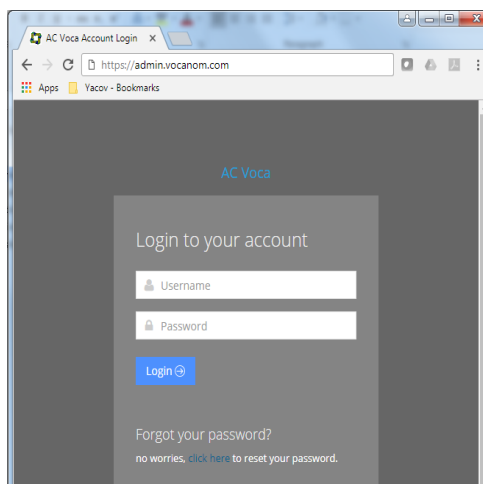 AC Voca Account Login
https://admin.vocanom.com
Apps Yacov - Bookmarks
AC Voca
Login to your account
Username
Password
Login
Forgot your password?
no worries, click here to reset your password.